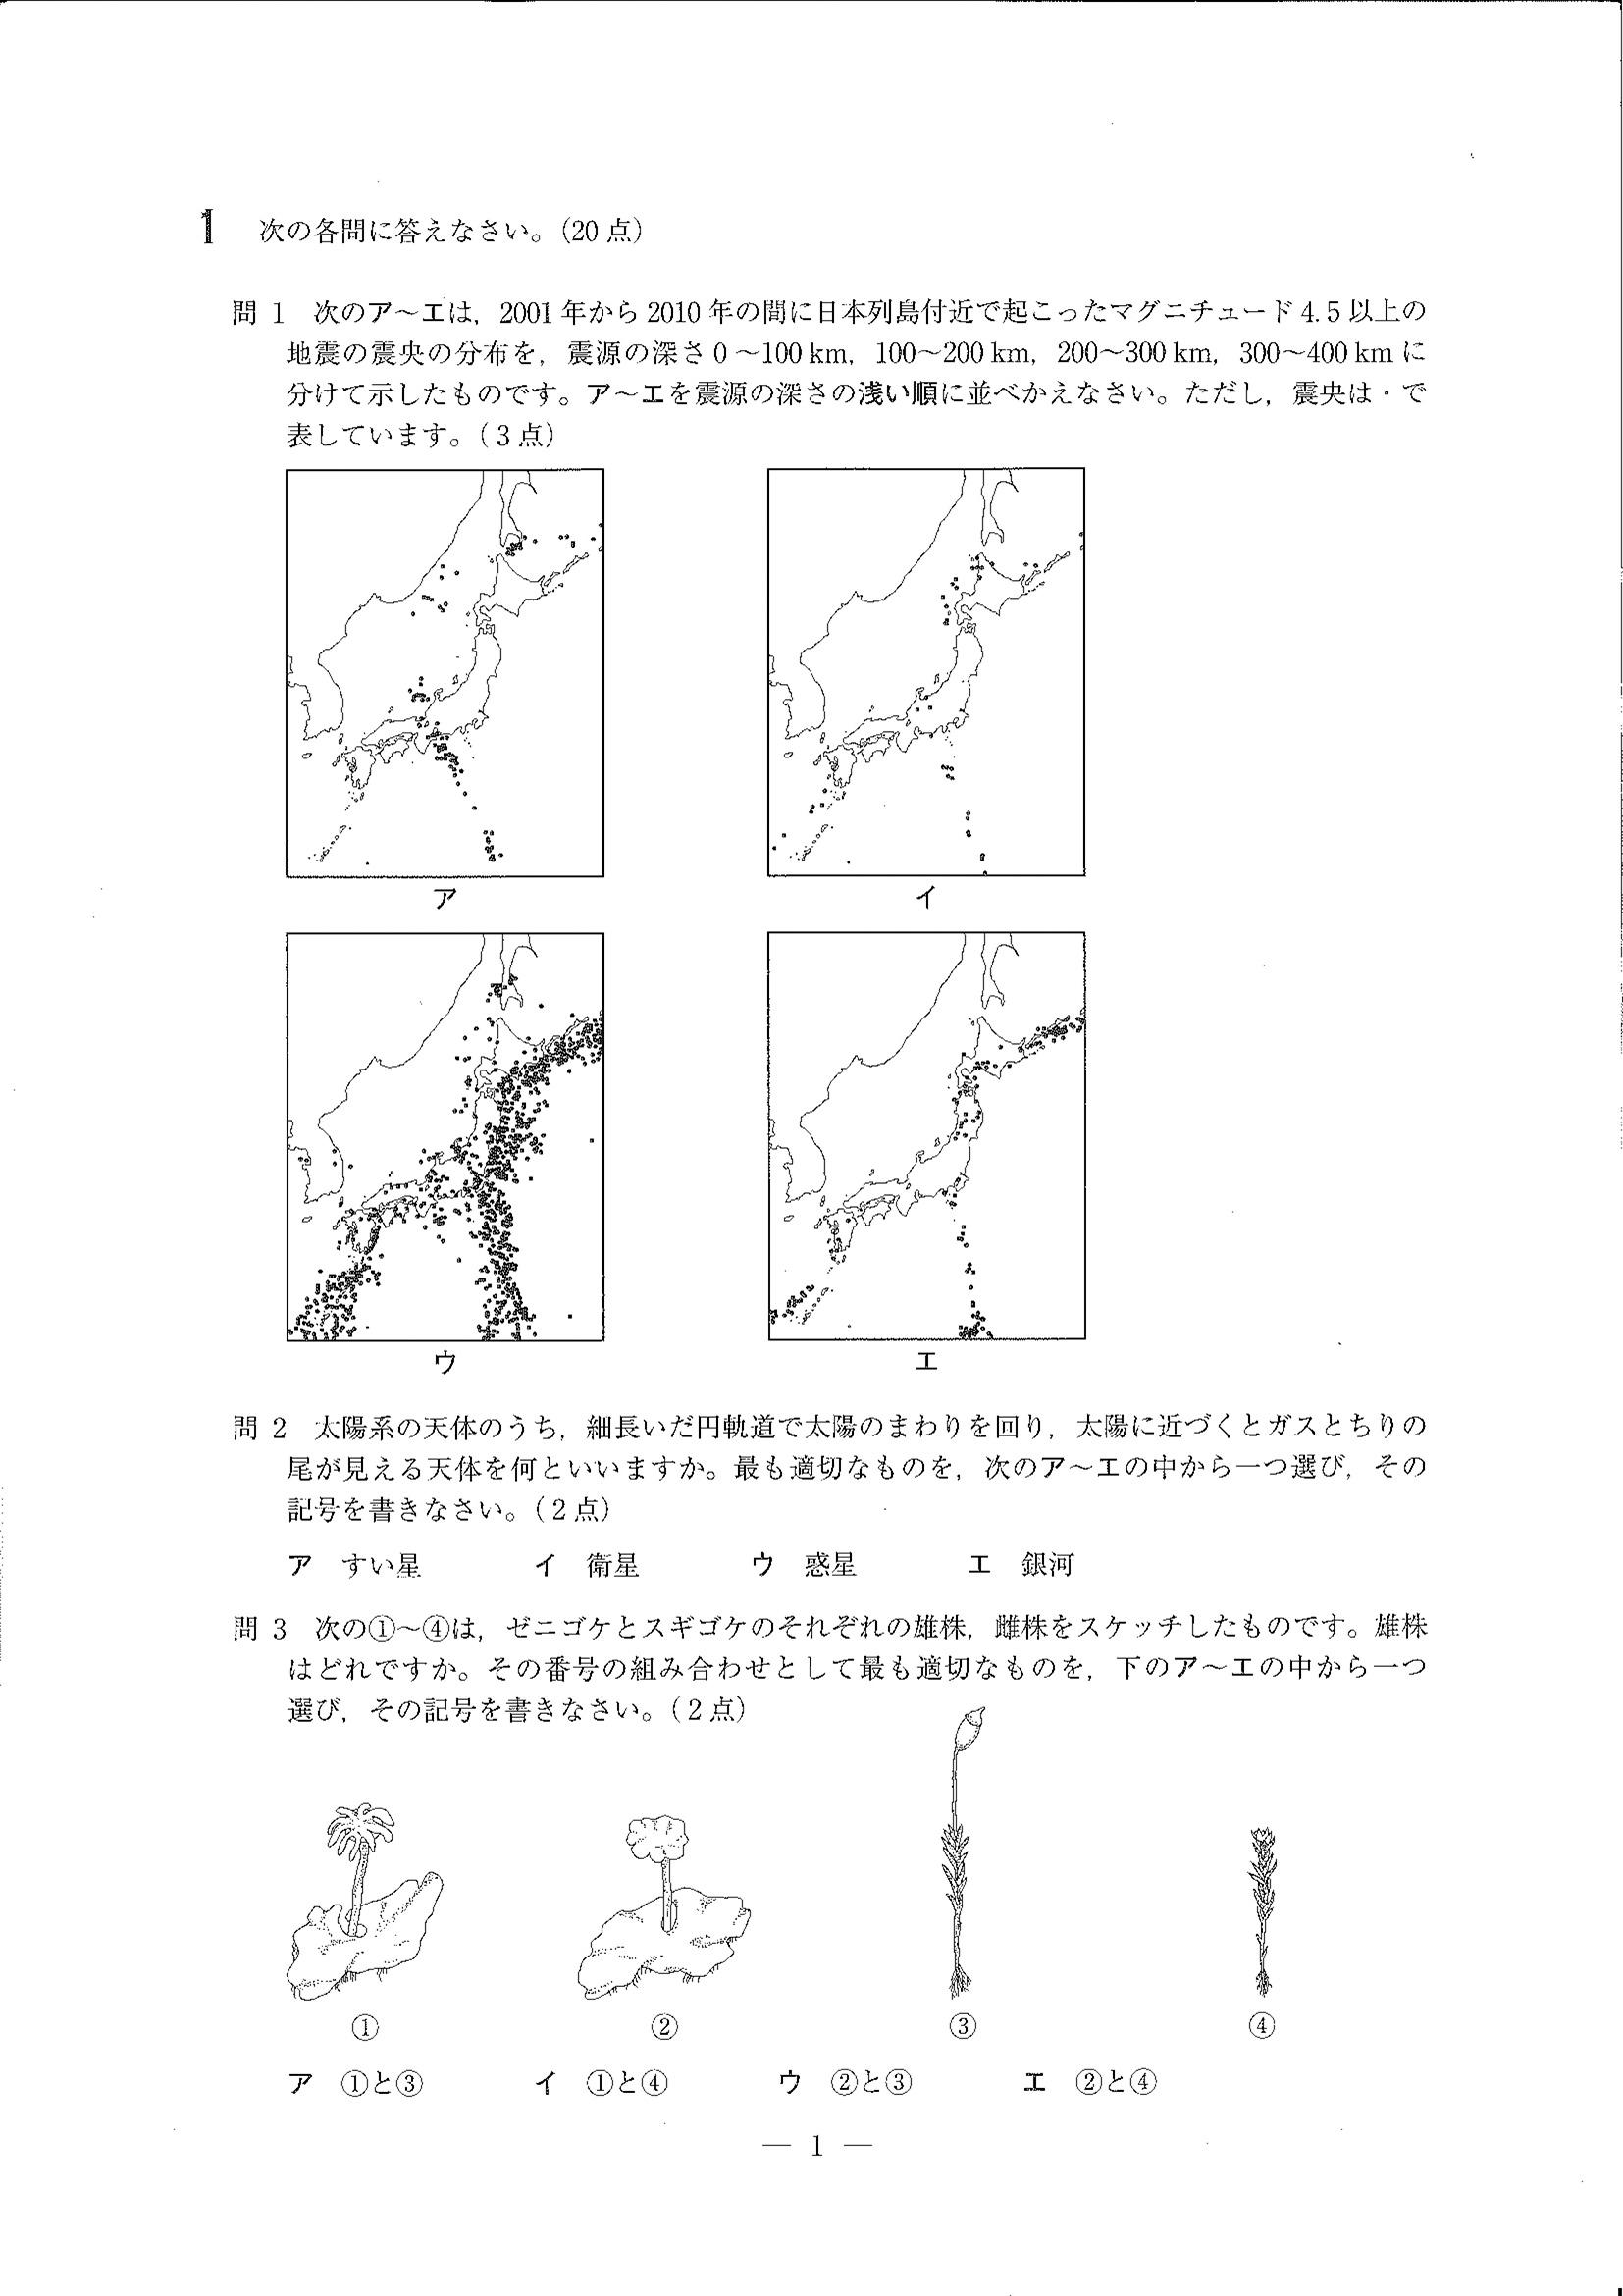 1 次の各問に答えなさい。(20点)
問1 次のア～エは，2001年から2010年の間に日本列島付近で起こったマグニチュード4.5以上の
地震の震央の分布を，震源の深さ0～100km，100～200km，200～300km，300～400kmに
分けて示したものです。ア～エを震源の深さの浅い順に並べかえなさい。ただし，震央は・で
表しています。(3点)
ア イ
ウ エ
問2 太陽系の天体のうち，細長いだ円軌道で太陽のまわりを回り，太陽に近づくとガスとちりの
尾が見える天体を何といいますか。最も適切なものを，次のア～エの中から一つ選び，その
記号を書きなさい。(2点)
ア すい星 イ 衛星 ウ 惑星 エ 銀河
問3 次の①～④は，ゼニゴケとスギゴケのそれぞれの雄株，雌株をスケッチしたものです。雄株
はどれですか。その番号の組み合わせとして最も適切なものを，下のア～エの中から一つ
選び，その記号を書きなさい。(2点)
① ② ③ ④
ア ①と③ イ ①と④ ウ ②と③ エ ②と④
— 1 —